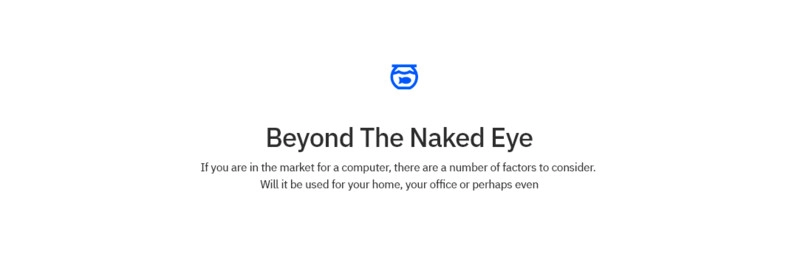 Beyond The Naked Eye
If you are in the market for a computer, there are a number of factors to consider.
Will it be used for your home, your office or perhaps even